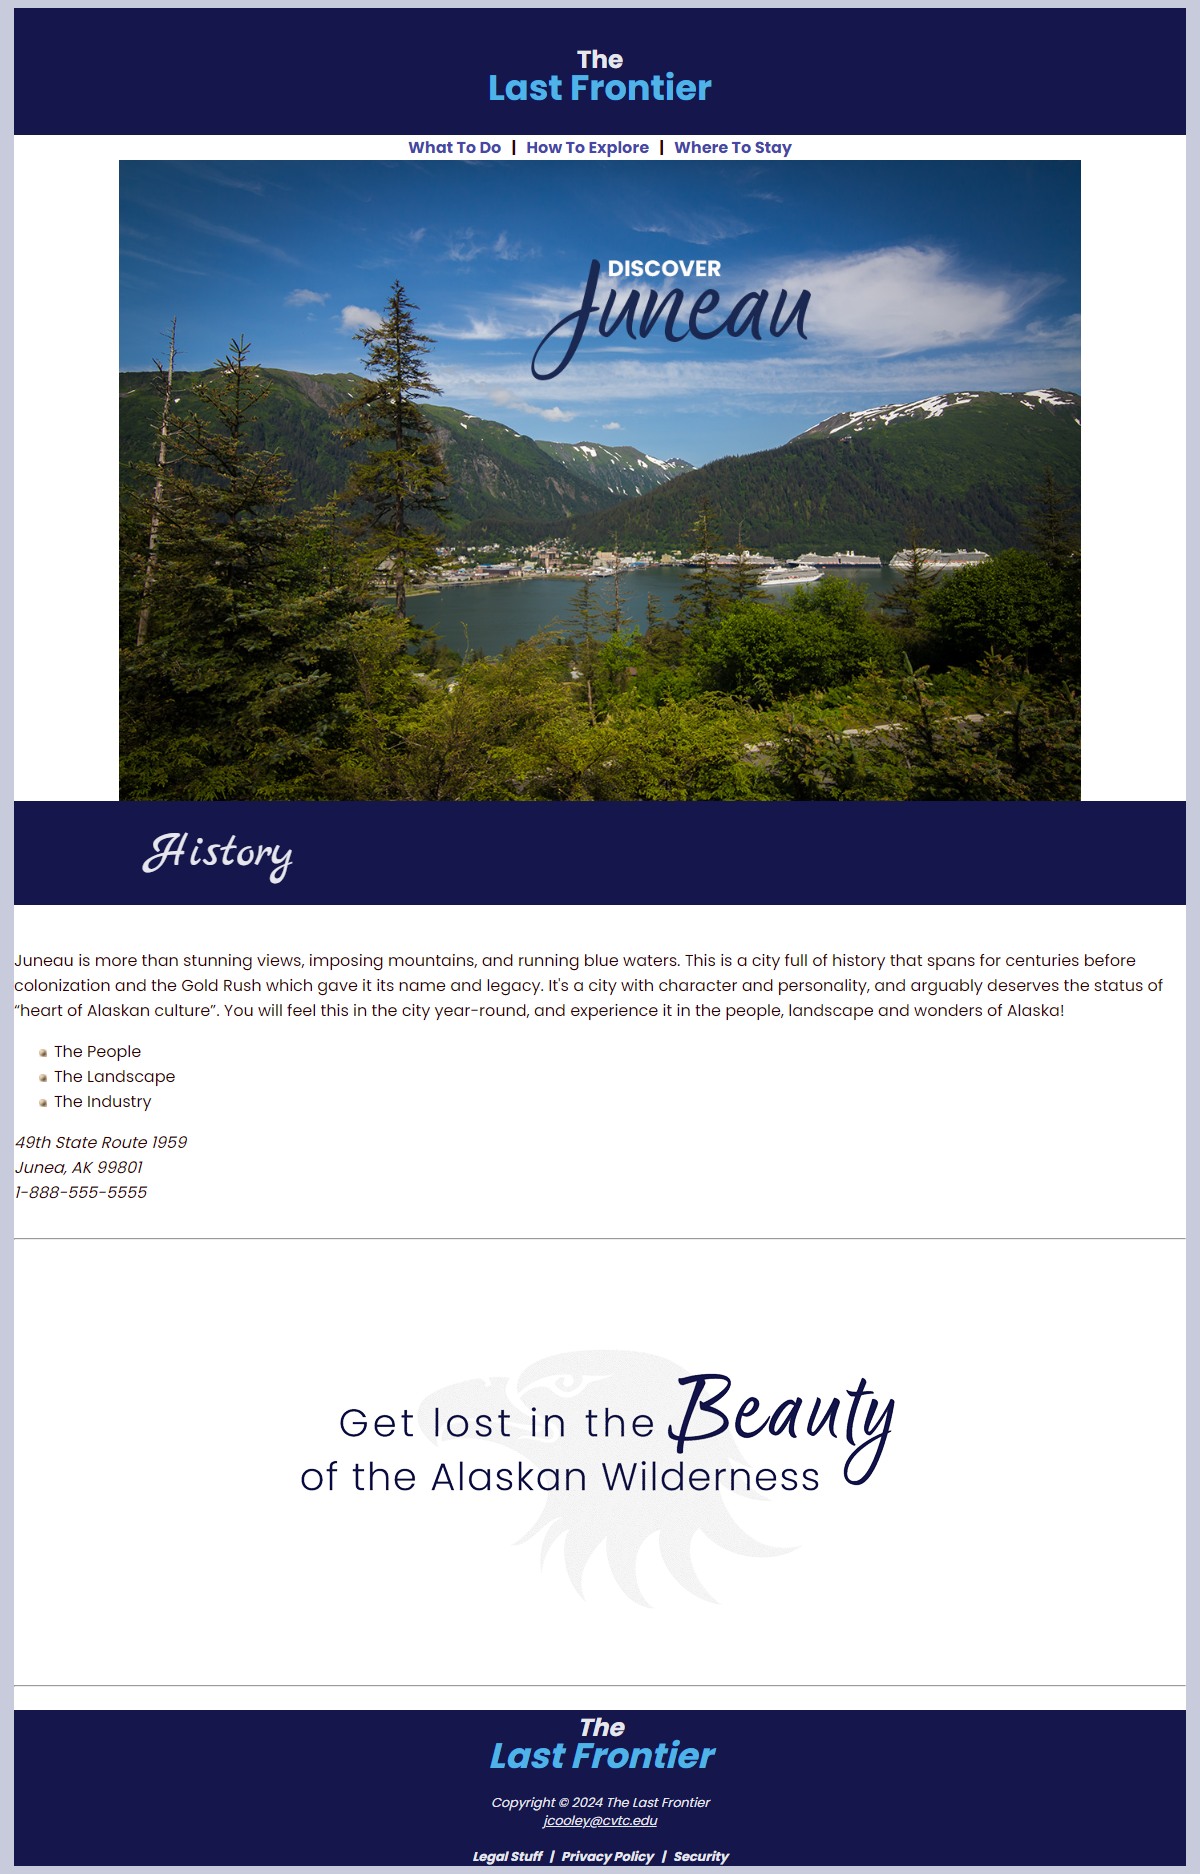 The
Last Frontier
What To Do | How To Explore | Where To Stay
DISCOVER
Juneau
History
Juneau is more than stunning views, imposing mountains, and running blue waters. This is a city full of history that spans for centuries before
colonization and the Gold Rush which gave it its name and legacy. It's a city with character and personality, and arguably deserves the status of
“heart of Alaskan culture”. You will feel this in the city year-round, and experience it in the people, landscape and wonders of Alaska!
The People
The Landscape
The Industry
49th State Route 1959
Junea, AK 99801
1-888-555-5555
Get lost in the Beauty
of the Alaskan Wilderness
The
Last Frontier
Copyright © 2024 The Last Frontier
jcooley@cvtc.edu
Legal Stuff | Privacy Policy | Security